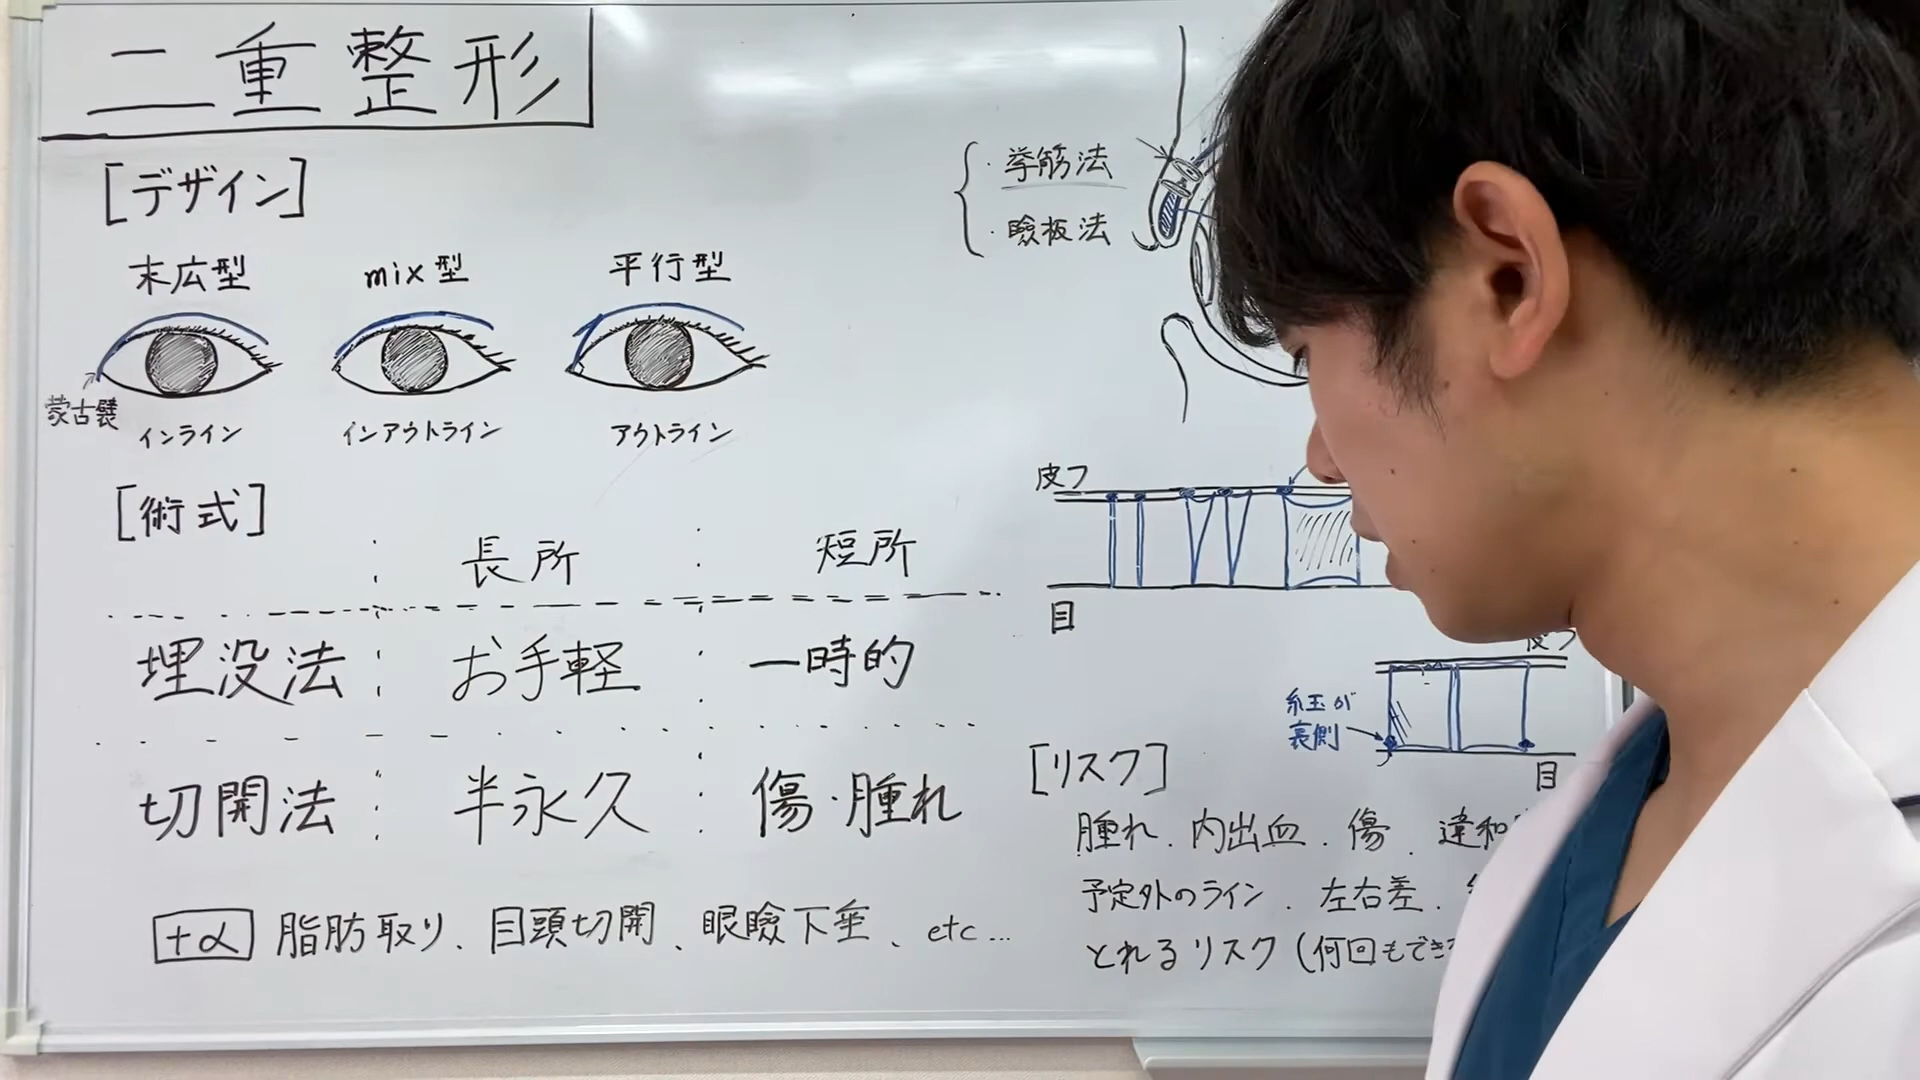 二重整形
[デザイン]
末広型 mix型 平行型
蒙古襞
インライン インアウトライン アウトライン
[術式]
長所 短所
埋没法 お手軽 一時的
切開法 半永久 傷・腫れ
+α 脂肪取り、目頭切開、眼瞼下垂、etc...
・挙筋法
・瞼板法
皮フ
目
皮フ
糸玉が
裏側
目
[リスク]
腫れ、内出血、傷、違和
予定外のライン、左右差、
とれるリスク(何回もでき